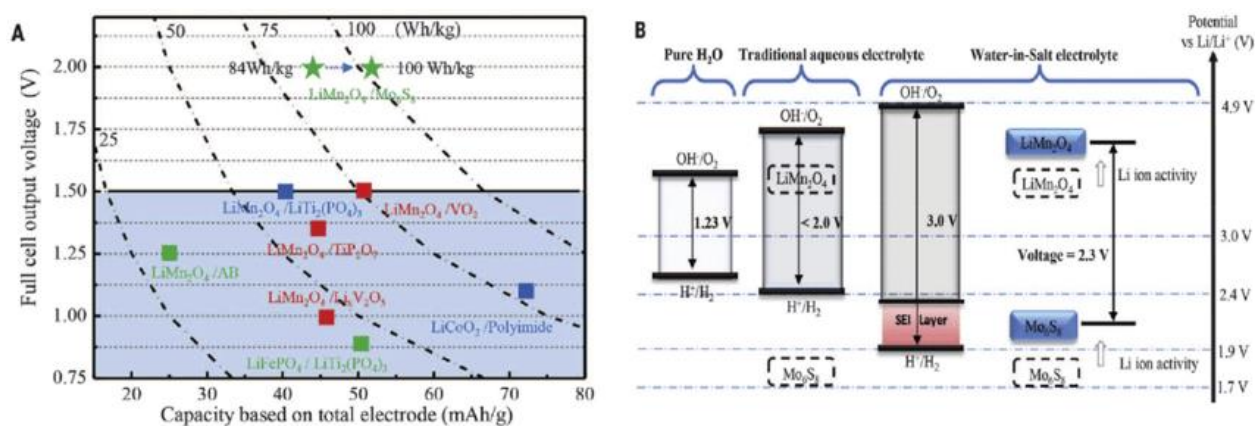 A
50
75
100
(Wh/kg)
84Wh/kg
100 Wh/kg
LiMn₂O₄/Mo₆S₈
25
LiMn₂O₄/LiTi₂(PO₄)₃
LiMn₂O₄/VO₂
LiMn₂O₄/TiP₂O₇
LiMn₂O₄/AB
LiMn₂O₄/LiₓV₂O₅
LiCoO₂/Polyimide
LiFePO₄/LiTi₂(PO₄)₃
Full cell output voltage (V)
2.00
1.75
1.50
1.25
1.00
0.75
20 30 40 50 60 70 80
Capacity based on total electrode (mAh/g)
B
Potential
vs Li/Li⁺ (V)
Pure H₂O
Traditional aqueous electrolyte
Water-in-Salt electrolyte
OH⁻/O₂
4.9 V
OH⁻/O₂
LiMn₂O₄
OH⁻/O₂
LiMn₂O₄
LiMn₂O₄
Li ion activity
1.23 V
< 2.0 V
3.0 V
3.0 V
Voltage = 2.3 V
H⁺/H₂
H⁺/H₂
2.4 V
SEI Layer
Mo₆S₈
H⁺/H₂
1.9 V
Mo₆S₈
Mo₆S₈
Li ion activity
1.7 V